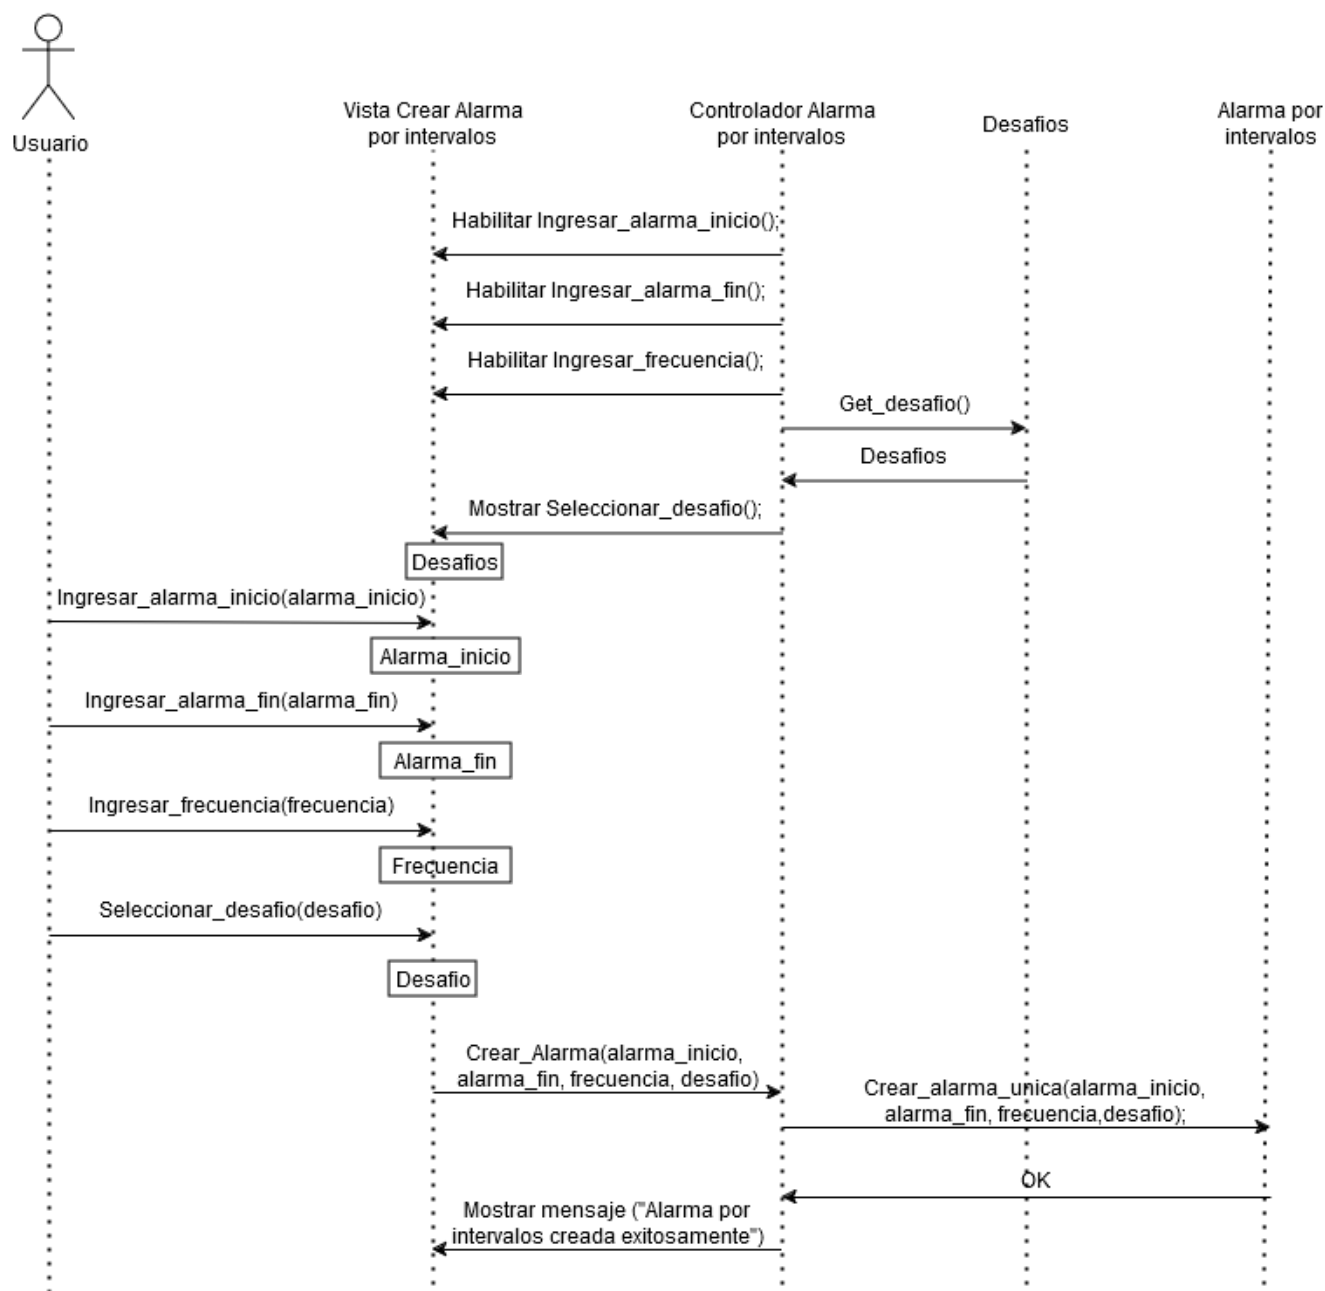 Usuario
Vista Crear Alarma
por intervalos
Controlador Alarma
por intervalos
Desafios
Alarma por
intervalos
Habilitar Ingresar_alarma_inicio();
Habilitar Ingresar_alarma_fin();
Habilitar Ingresar_frecuencia();
Get_desafio()
Desafios
Mostrar Seleccionar_desafio();
Desafios
Ingresar_alarma_inicio(alarma_inicio)
Alarma_inicio
Ingresar_alarma_fin(alarma_fin)
Alarma_fin
Ingresar_frecuencia(frecuencia)
Frecuencia
Seleccionar_desafio(desafio)
Desafio
Crear_Alarma(alarma_inicio,
alarma_fin, frecuencia, desafio)
Crear_alarma_unica(alarma_inicio,
alarma_fin, frecuencia,desafio);
OK
Mostrar mensaje ("Alarma por
intervalos creada exitosamente")